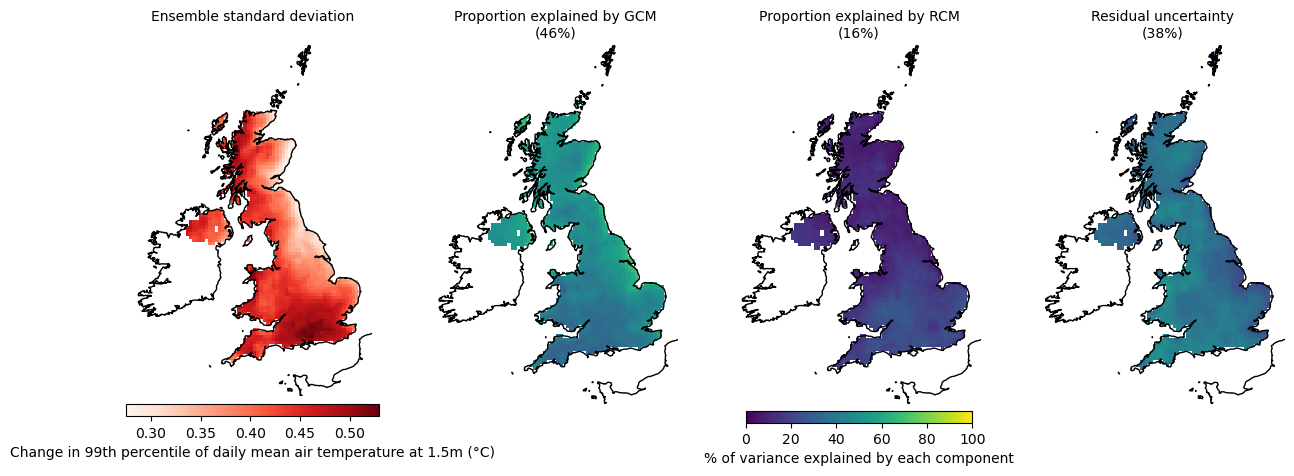 Ensemble standard deviation
Proportion explained by GCM
(46%)
Proportion explained by RCM
(16%)
Residual uncertainty
(38%)
0.30 0.35 0.40 0.45 0.50
Change in 99th percentile of daily mean air temperature at 1.5m (°C)
0 20 40 60 80 100
% of variance explained by each component